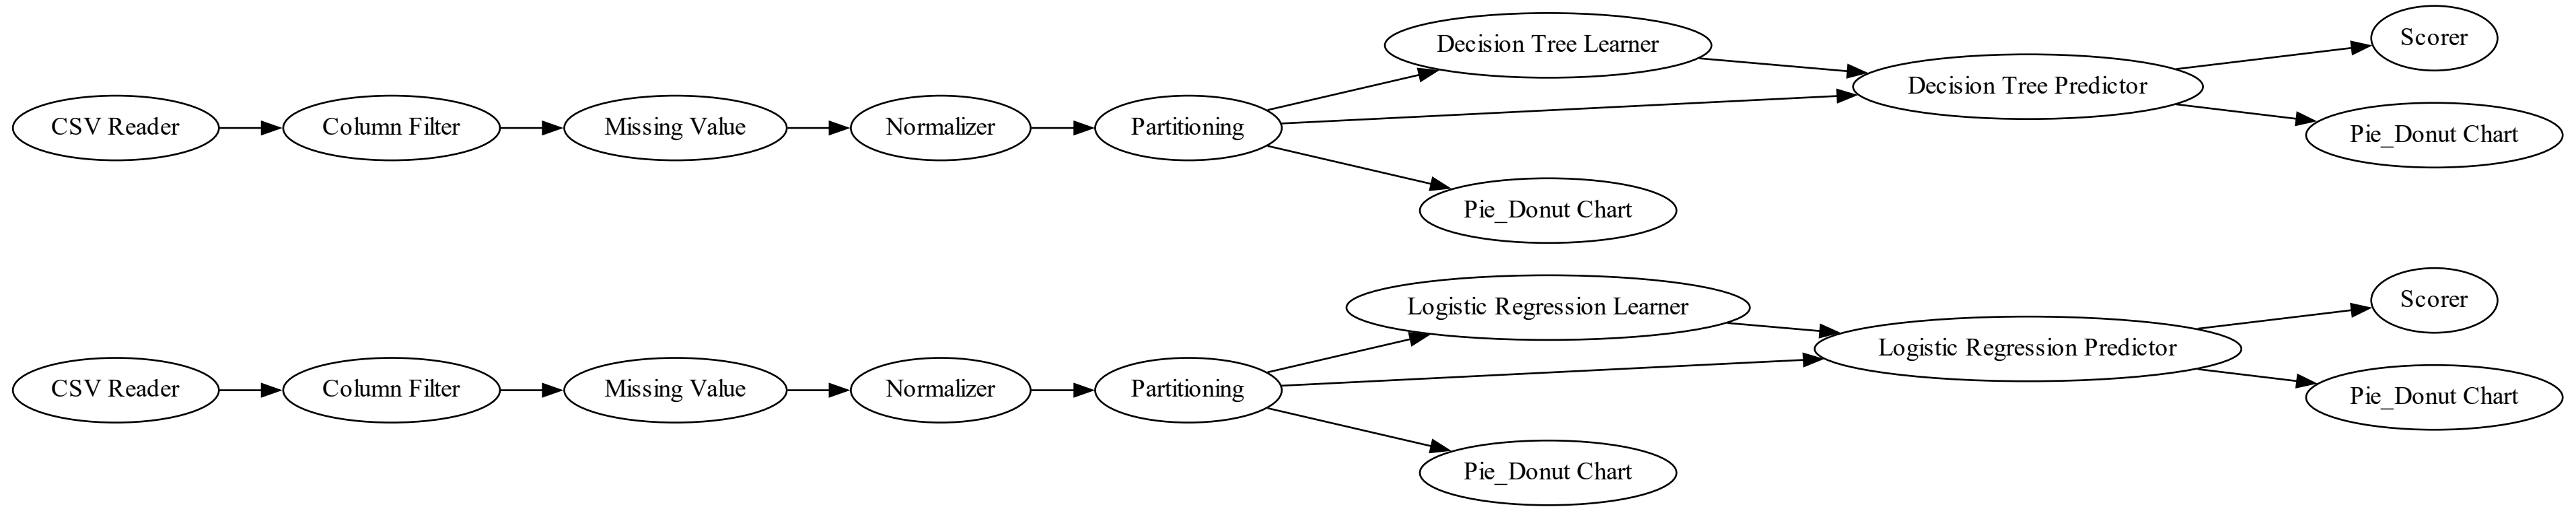 CSV Reader
Column Filter
Missing Value
Normalizer
Partitioning
Decision Tree Learner
Pie_Donut Chart
Decision Tree Predictor
Scorer
Pie_Donut Chart
CSV Reader
Column Filter
Missing Value
Normalizer
Partitioning
Logistic Regression Learner
Pie_Donut Chart
Logistic Regression Predictor
Scorer
Pie_Donut Chart